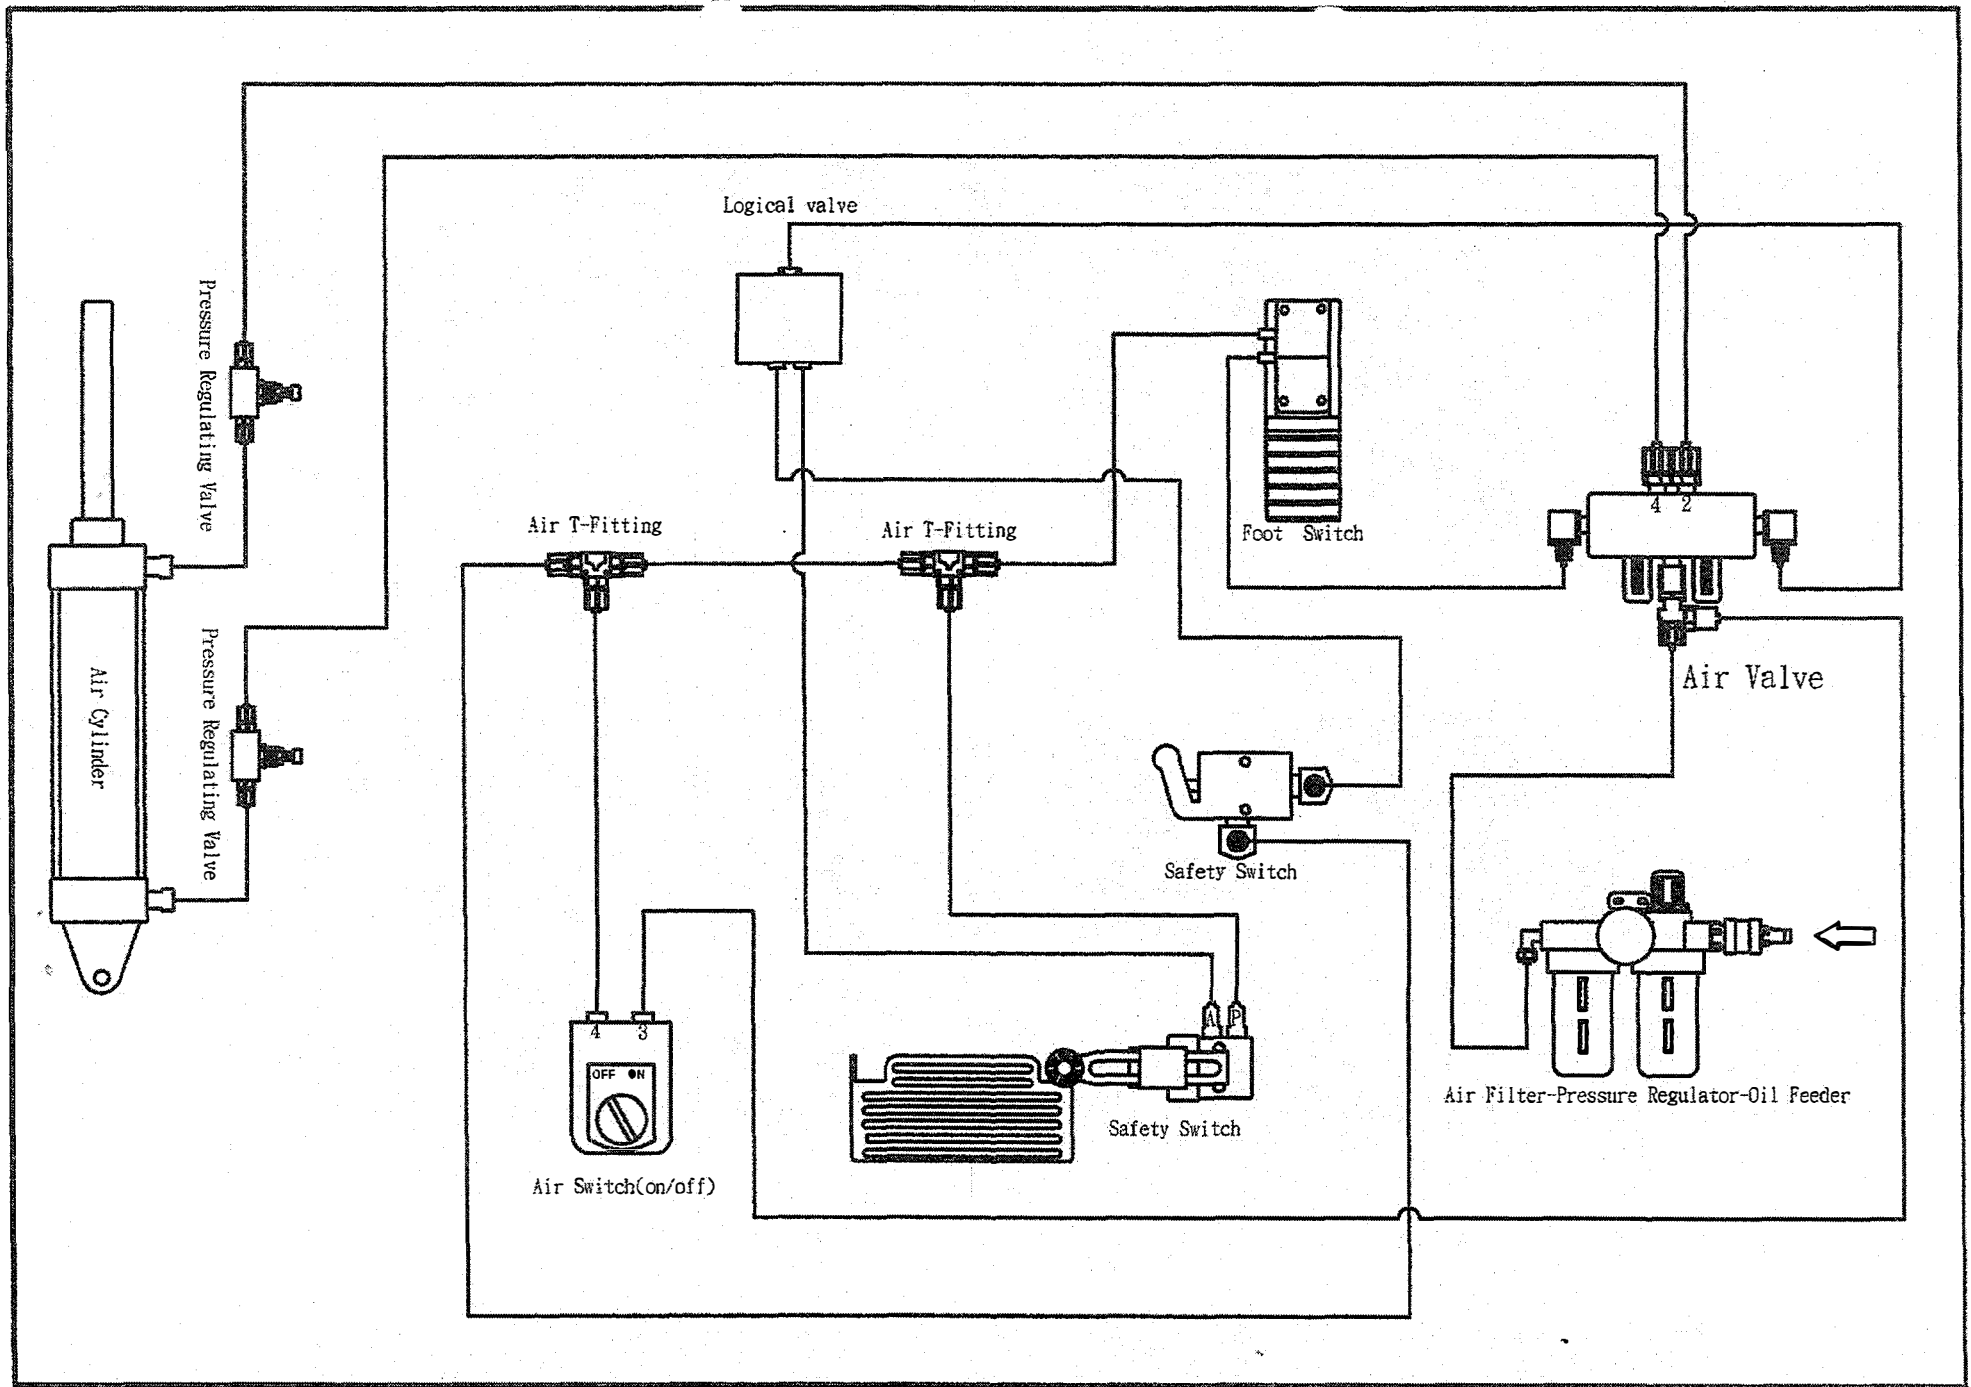 Logical valve
Pressure Regulating Valve
4 2
Air T-Fitting
Air T-Fitting
Foot Switch
Pressure Regulating Valve
Air Cylinder
Air Valve
Safety Switch
A P
4 3
OFF ON
Air Filter-Pressure Regulator-Oil Feeder
Safety Switch
Air Switch(on/off)